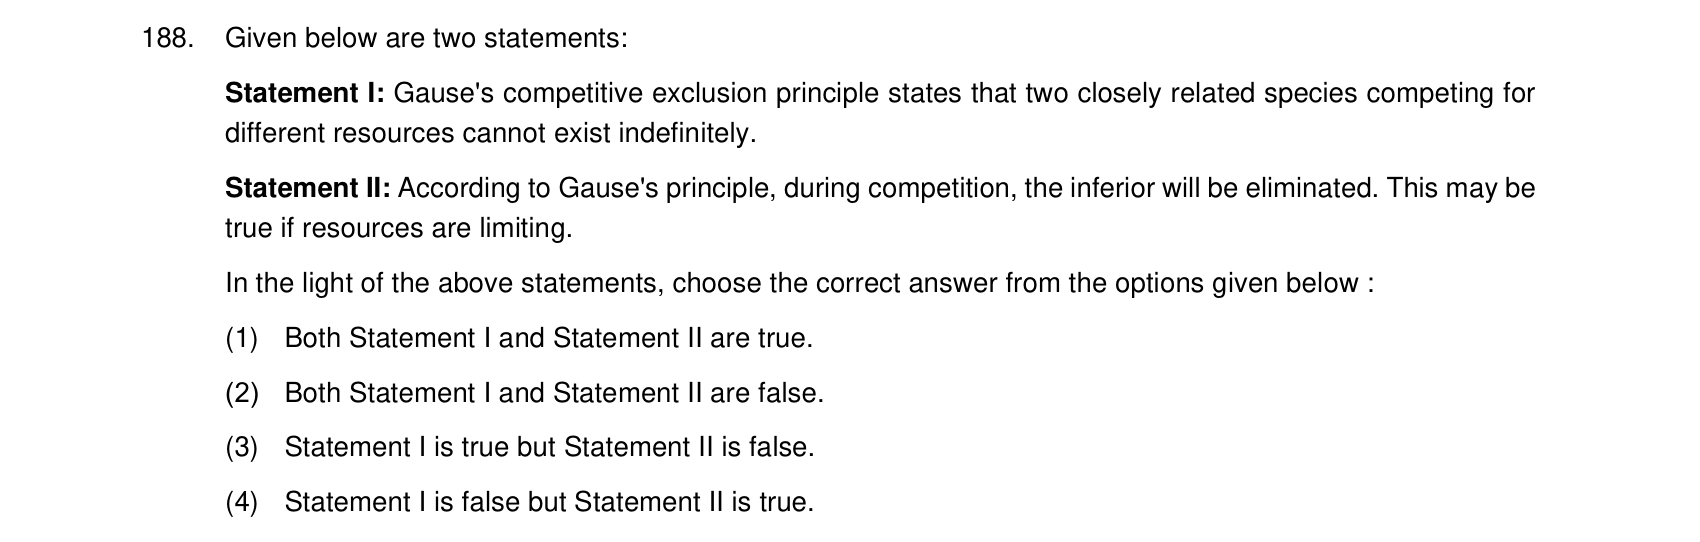 188. Given below are two statements:
Statement I: Gause's competitive exclusion principle states that two closely related species competing for
different resources cannot exist indefinitely.
Statement II: According to Gause's principle, during competition, the inferior will be eliminated. This may be
true if resources are limiting.
In the light of the above statements, choose the correct answer from the options given below :
(1) Both Statement I and Statement II are true.
(2) Both Statement I and Statement II are false.
(3) Statement I is true but Statement II is false.
(4) Statement I is false but Statement II is true.